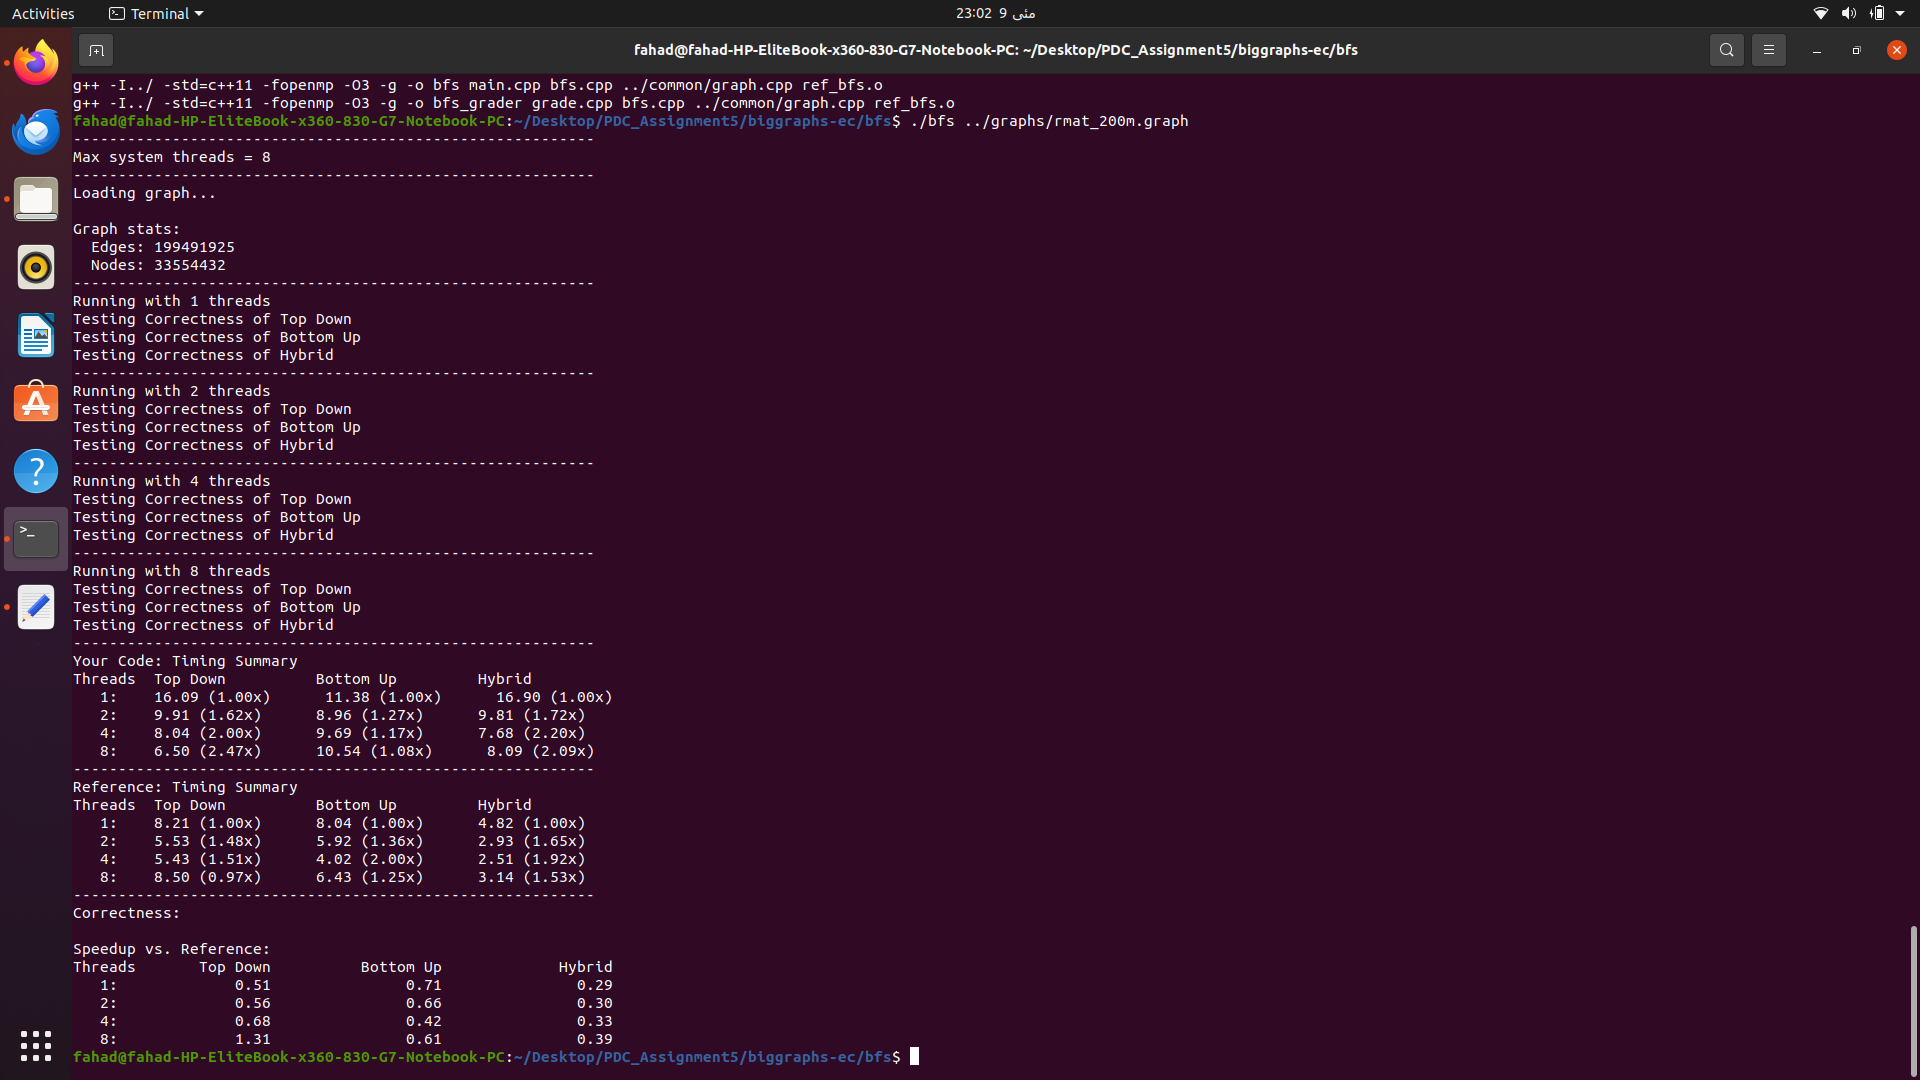 Activities
Terminal
23:02 9 مئی
fahad@fahad-HP-EliteBook-x360-830-G7-Notebook-PC: ~/Desktop/PDC_Assignment5/biggraphs-ec/bfs
g++ -I../ -std=c++11 -fopenmp -O3 -g -o bfs main.cpp bfs.cpp ../common/graph.cpp ref_bfs.o
g++ -I../ -std=c++11 -fopenmp -O3 -g -o bfs_grader grade.cpp bfs.cpp ../common/graph.cpp ref_bfs.o
fahad@fahad-HP-EliteBook-x360-830-G7-Notebook-PC:~/Desktop/PDC_Assignment5/biggraphs-ec/bfs$ ./bfs ../graphs/rmat_200m.graph
----------------------------------------------------------
Max system threads = 8
----------------------------------------------------------
Loading graph...

Graph stats:
  Edges: 199491925
  Nodes: 33554432
----------------------------------------------------------
Running with 1 threads
Testing Correctness of Top Down
Testing Correctness of Bottom Up
Testing Correctness of Hybrid
----------------------------------------------------------
Running with 2 threads
Testing Correctness of Top Down
Testing Correctness of Bottom Up
Testing Correctness of Hybrid
----------------------------------------------------------
Running with 4 threads
Testing Correctness of Top Down
Testing Correctness of Bottom Up
Testing Correctness of Hybrid
----------------------------------------------------------
Running with 8 threads
Testing Correctness of Top Down
Testing Correctness of Bottom Up
Testing Correctness of Hybrid
----------------------------------------------------------
Your Code: Timing Summary
Threads  Top Down          Bottom Up         Hybrid
   1:    16.09 (1.00x)      11.38 (1.00x)      16.90 (1.00x)
   2:    9.91 (1.62x)      8.96 (1.27x)      9.81 (1.72x)
   4:    8.04 (2.00x)      9.69 (1.17x)      7.68 (2.20x)
   8:    6.50 (2.47x)      10.54 (1.08x)      8.09 (2.09x)
----------------------------------------------------------
Reference: Timing Summary
Threads  Top Down          Bottom Up         Hybrid
   1:    8.21 (1.00x)      8.04 (1.00x)      4.82 (1.00x)
   2:    5.53 (1.48x)      5.92 (1.36x)      2.93 (1.65x)
   4:    5.43 (1.51x)      4.02 (2.00x)      2.51 (1.92x)
   8:    8.50 (0.97x)      6.43 (1.25x)      3.14 (1.53x)
----------------------------------------------------------
Correctness:

Speedup vs. Reference:
Threads       Top Down          Bottom Up             Hybrid
   1:             0.51               0.71               0.29
   2:             0.56               0.66               0.30
   4:             0.68               0.42               0.33
   8:             1.31               0.61               0.39
fahad@fahad-HP-EliteBook-x360-830-G7-Notebook-PC:~/Desktop/PDC_Assignment5/biggraphs-ec/bfs$